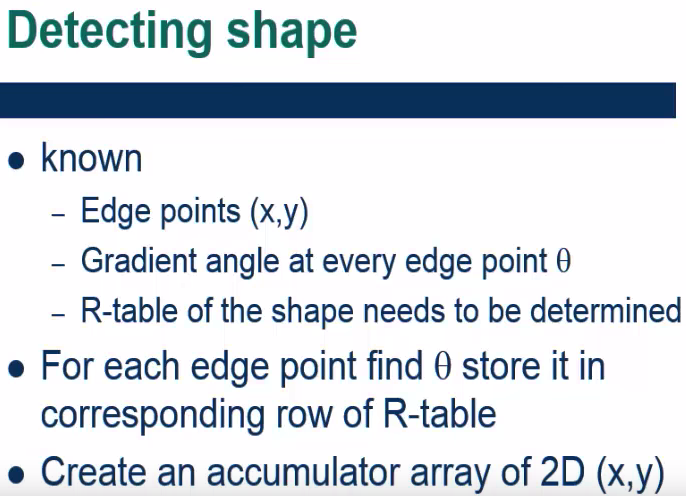 Detecting shape
● known
– Edge points (x,y)
– Gradient angle at every edge point θ
– R-table of the shape needs to be determined
● For each edge point find θ store it in
corresponding row of R-table
● Create an accumulator array of 2D (x,y)